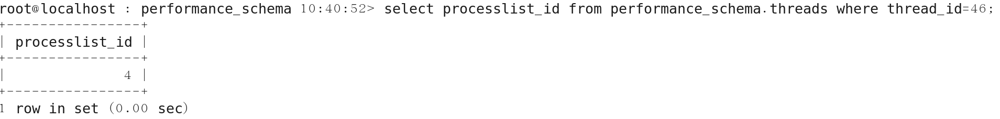 root@localhost : performance_schema 10:40:52> select processlist_id from performance_schema.threads where thread_id=46;
+----------------+
| processlist_id |
+----------------+
|              4 |
+----------------+
1 row in set (0.00 sec)